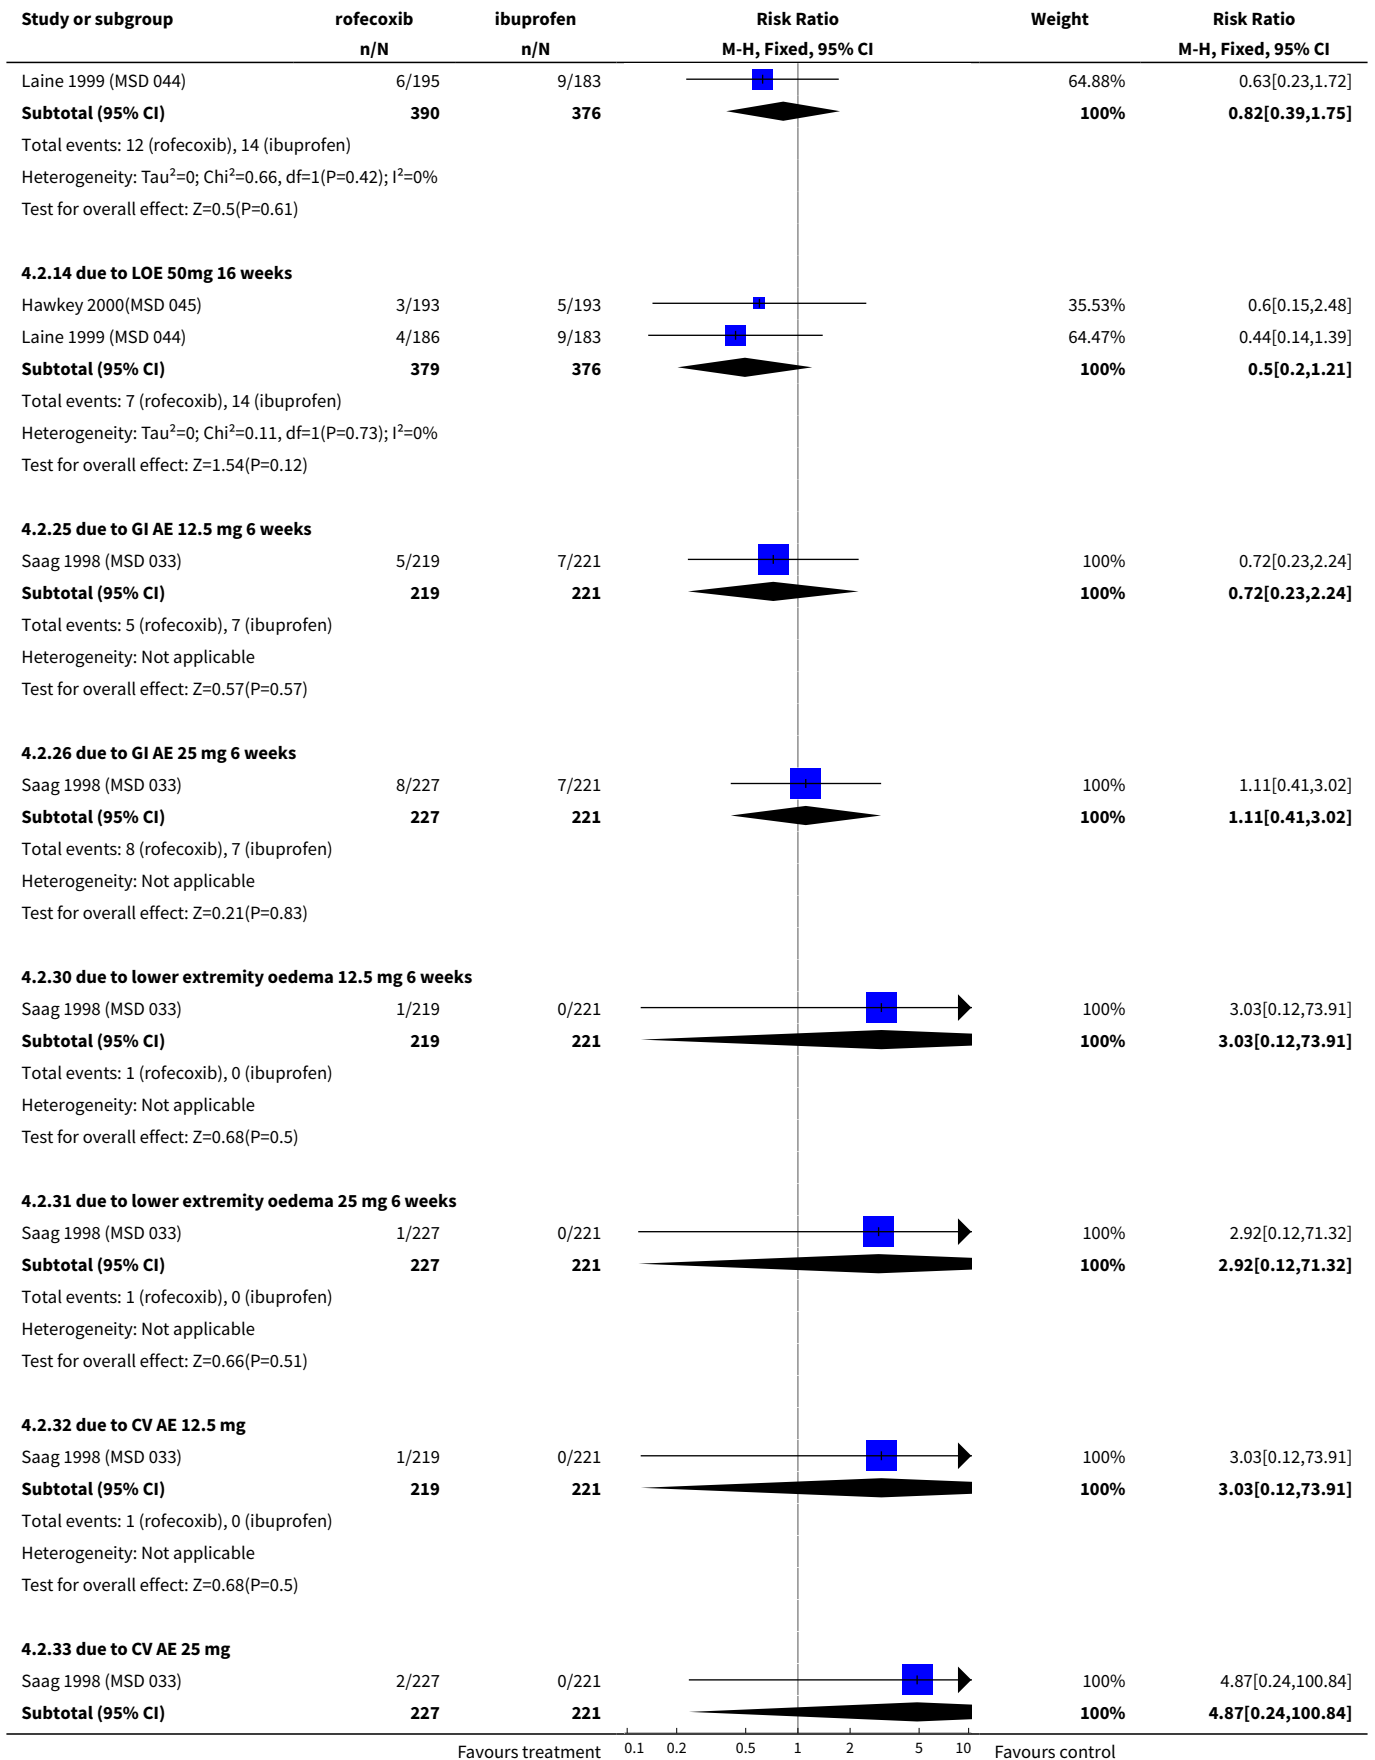 Study or subgroup rofecoxib ibuprofen Risk Ratio Weight Risk Ratio
n/N n/N M-H, Fixed, 95% CI M-H, Fixed, 95% CI
Laine 1999 (MSD 044) 6/195 9/183 64.88% 0.63[0.23,1.72]
Subtotal (95% CI) 390 376 100% 0.82[0.39,1.75]
Total events: 12 (rofecoxib), 14 (ibuprofen)
Heterogeneity: Tau²=0; Chi²=0.66, df=1(P=0.42); I²=0%
Test for overall effect: Z=0.5(P=0.61)
4.2.14 due to LOE 50mg 16 weeks
Hawkey 2000(MSD 045) 3/193 5/193 35.53% 0.6[0.15,2.48]
Laine 1999 (MSD 044) 4/186 9/183 64.47% 0.44[0.14,1.39]
Subtotal (95% CI) 379 376 100% 0.5[0.2,1.21]
Total events: 7 (rofecoxib), 14 (ibuprofen)
Heterogeneity: Tau²=0; Chi²=0.11, df=1(P=0.73); I²=0%
Test for overall effect: Z=1.54(P=0.12)
4.2.25 due to GI AE 12.5 mg 6 weeks
Saag 1998 (MSD 033) 5/219 7/221 100% 0.72[0.23,2.24]
Subtotal (95% CI) 219 221 100% 0.72[0.23,2.24]
Total events: 5 (rofecoxib), 7 (ibuprofen)
Heterogeneity: Not applicable
Test for overall effect: Z=0.57(P=0.57)
4.2.26 due to GI AE 25 mg 6 weeks
Saag 1998 (MSD 033) 8/227 7/221 100% 1.11[0.41,3.02]
Subtotal (95% CI) 227 221 100% 1.11[0.41,3.02]
Total events: 8 (rofecoxib), 7 (ibuprofen)
Heterogeneity: Not applicable
Test for overall effect: Z=0.21(P=0.83)
4.2.30 due to lower extremity oedema 12.5 mg 6 weeks
Saag 1998 (MSD 033) 1/219 0/221 100% 3.03[0.12,73.91]
Subtotal (95% CI) 219 221 100% 3.03[0.12,73.91]
Total events: 1 (rofecoxib), 0 (ibuprofen)
Heterogeneity: Not applicable
Test for overall effect: Z=0.68(P=0.5)
4.2.31 due to lower extremity oedema 25 mg 6 weeks
Saag 1998 (MSD 033) 1/227 0/221 100% 2.92[0.12,71.32]
Subtotal (95% CI) 227 221 100% 2.92[0.12,71.32]
Total events: 1 (rofecoxib), 0 (ibuprofen)
Heterogeneity: Not applicable
Test for overall effect: Z=0.66(P=0.51)
4.2.32 due to CV AE 12.5 mg
Saag 1998 (MSD 033) 1/219 0/221 100% 3.03[0.12,73.91]
Subtotal (95% CI) 219 221 100% 3.03[0.12,73.91]
Total events: 1 (rofecoxib), 0 (ibuprofen)
Heterogeneity: Not applicable
Test for overall effect: Z=0.68(P=0.5)
4.2.33 due to CV AE 25 mg
Saag 1998 (MSD 033) 2/227 0/221 100% 4.87[0.24,100.84]
Subtotal (95% CI) 227 221 100% 4.87[0.24,100.84]
Favours treatment 0.1 0.2 0.5 1 2 5 10 Favours control